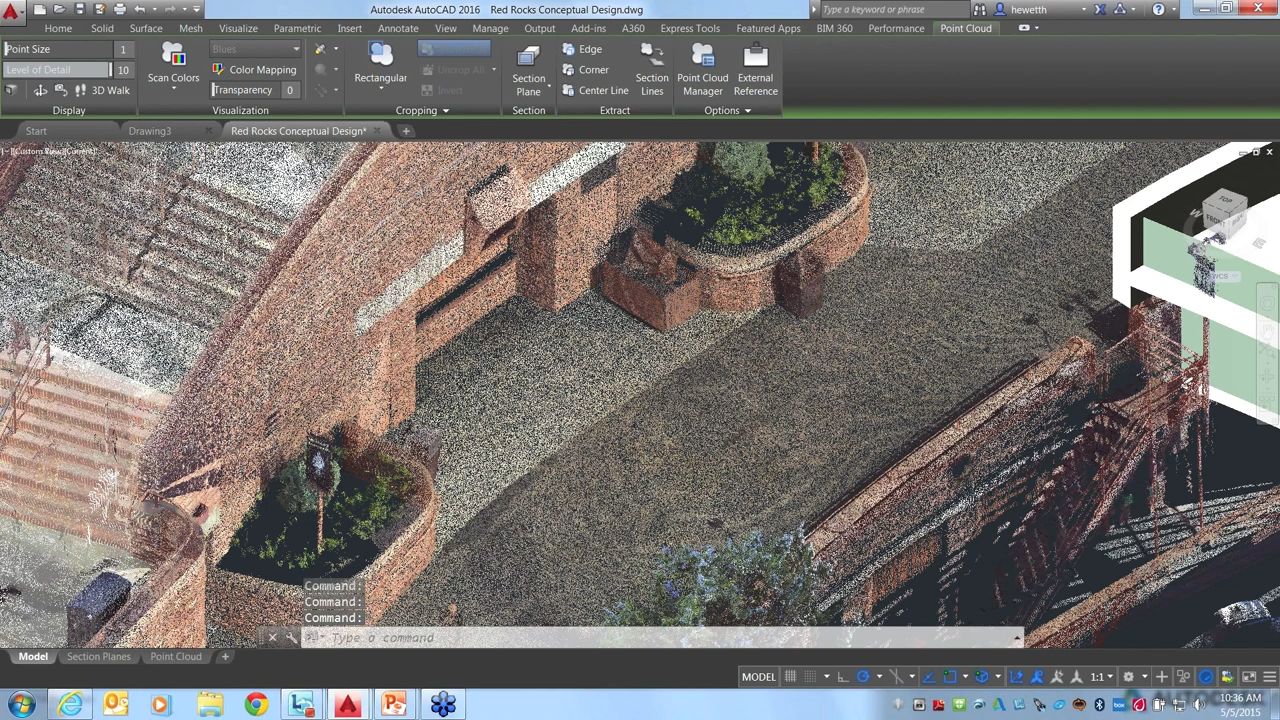 Autodesk AutoCAD 2016 Red Rocks Conceptual Design.dwg
Type a keyword or phrase
hewetth
Home Solid Surface Mesh Visualize Parametric Insert Annotate View Manage Output Add-ins A360 Express Tools Featured Apps BIM 360 Performance Point Cloud
Point Size 1
Level of Detail 10
3D Walk
Display
Scan Colors
Blues
Color Mapping
Transparency 0
Visualization
Rectangular
Uncrop All
Invert
Cropping
Section Plane
Section
Edge
Corner
Center Line
Section Lines
Extract
Point Cloud Manager
External Reference
Options
Start Drawing3 Red Rocks Conceptual Design*
TOP
FRONT
Command:
Command:
Command:
Type a command
Model Section Planes Point Cloud
MODEL
1:1
10:36 AM
5/5/2015